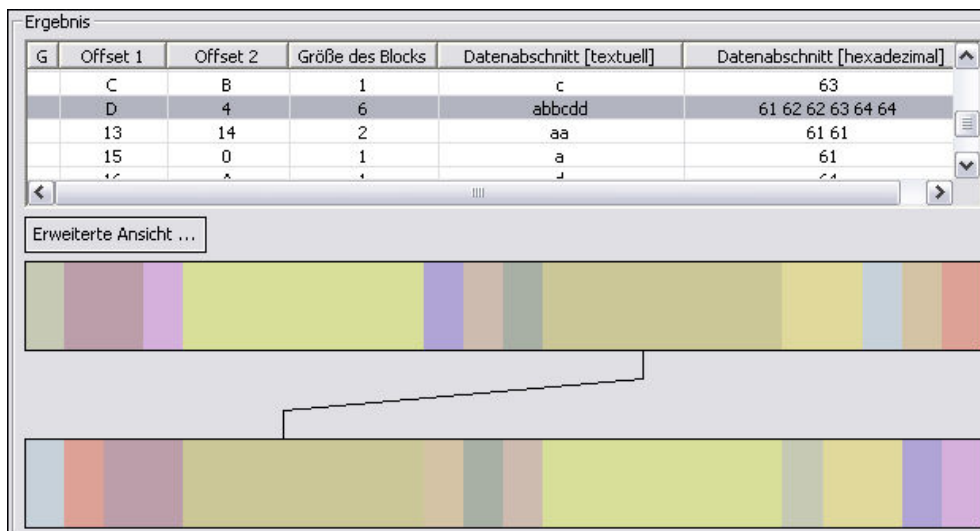 Ergebnis
G Offset 1 Offset 2 Größe des Blocks Datenabschnitt [textuell] Datenabschnitt [hexadezimal]
C B 1 c 63
D 4 6 abbcdd 61 62 62 63 64 64
13 14 2 aa 61 61
15 0 1 a 61
Erweiterte Ansicht ...